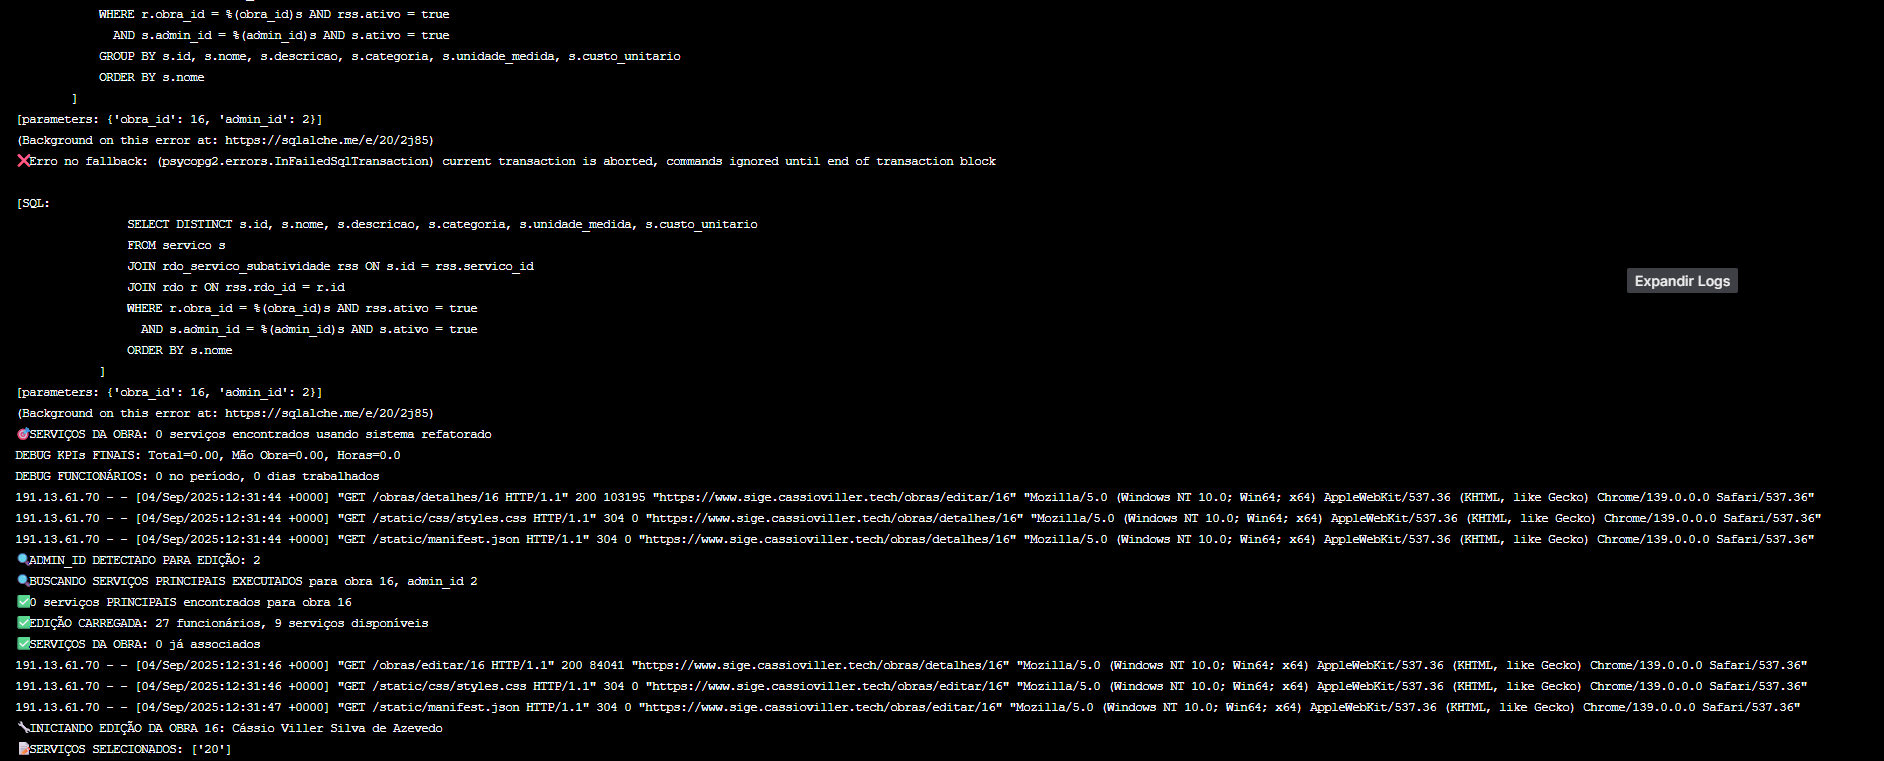 WHERE r.obra_id = %(obra_id)s AND rss.ativo = true
AND s.admin_id = %(admin_id)s AND s.ativo = true
GROUP BY s.id, s.nome, s.descricao, s.categoria, s.unidade_medida, s.custo_unitario
ORDER BY s.nome
]
[parameters: {'obra_id': 16, 'admin_id': 2}]
(Background on this error at: https://sqlalche.me/e/20/2j85)
❌Erro no fallback: (psycopg2.errors.InFailedSqlTransaction) current transaction is aborted, commands ignored until end of transaction block
[SQL:
SELECT DISTINCT s.id, s.nome, s.descricao, s.categoria, s.unidade_medida, s.custo_unitario
FROM servico s
JOIN rdo_servico_subatividade rss ON s.id = rss.servico_id
JOIN rdo r ON rss.rdo_id = r.id
Expandir Logs
WHERE r.obra_id = %(obra_id)s AND rss.ativo = true
AND s.admin_id = %(admin_id)s AND s.ativo = true
ORDER BY s.nome
]
[parameters: {'obra_id': 16, 'admin_id': 2}]
(Background on this error at: https://sqlalche.me/e/20/2j85)
🎯SERVIÇOS DA OBRA: 0 serviços encontrados usando sistema refatorado
DEBUG KPIs FINAIS: Total=0.00, Mão Obra=0.00, Horas=0.0
DEBUG FUNCIONÁRIOS: 0 no período, 0 dias trabalhados
191.13.61.70 - - [04/Sep/2025:12:31:44 +0000] "GET /obras/detalhes/16 HTTP/1.1" 200 103195 "https://www.sige.cassioviller.tech/obras/editar/16" "Mozilla/5.0 (Windows NT 10.0; Win64; x64) AppleWebKit/537.36 (KHTML, like Gecko) Chrome/139.0.0.0 Safari/537.36"
191.13.61.70 - - [04/Sep/2025:12:31:44 +0000] "GET /static/css/styles.css HTTP/1.1" 304 0 "https://www.sige.cassioviller.tech/obras/detalhes/16" "Mozilla/5.0 (Windows NT 10.0; Win64; x64) AppleWebKit/537.36 (KHTML, like Gecko) Chrome/139.0.0.0 Safari/537.36"
191.13.61.70 - - [04/Sep/2025:12:31:44 +0000] "GET /static/manifest.json HTTP/1.1" 304 0 "https://www.sige.cassioviller.tech/obras/detalhes/16" "Mozilla/5.0 (Windows NT 10.0; Win64; x64) AppleWebKit/537.36 (KHTML, like Gecko) Chrome/139.0.0.0 Safari/537.36"
🔍ADMIN_ID DETECTADO PARA EDIÇÃO: 2
🔍BUSCANDO SERVIÇOS PRINCIPAIS EXECUTADOS para obra 16, admin_id 2
✅0 serviços PRINCIPAIS encontrados para obra 16
✅EDIÇÃO CARREGADA: 27 funcionários, 9 serviços disponíveis
✅SERVIÇOS DA OBRA: 0 já associados
191.13.61.70 - - [04/Sep/2025:12:31:46 +0000] "GET /obras/editar/16 HTTP/1.1" 200 84041 "https://www.sige.cassioviller.tech/obras/detalhes/16" "Mozilla/5.0 (Windows NT 10.0; Win64; x64) AppleWebKit/537.36 (KHTML, like Gecko) Chrome/139.0.0.0 Safari/537.36"
191.13.61.70 - - [04/Sep/2025:12:31:46 +0000] "GET /static/css/styles.css HTTP/1.1" 304 0 "https://www.sige.cassioviller.tech/obras/editar/16" "Mozilla/5.0 (Windows NT 10.0; Win64; x64) AppleWebKit/537.36 (KHTML, like Gecko) Chrome/139.0.0.0 Safari/537.36"
191.13.61.70 - - [04/Sep/2025:12:31:47 +0000] "GET /static/manifest.json HTTP/1.1" 304 0 "https://www.sige.cassioviller.tech/obras/editar/16" "Mozilla/5.0 (Windows NT 10.0; Win64; x64) AppleWebKit/537.36 (KHTML, like Gecko) Chrome/139.0.0.0 Safari/537.36"
🔧INICIANDO EDIÇÃO DA OBRA 16: Cássio Viller Silva de Azevedo
📝SERVIÇOS SELECIONADOS: ['20']